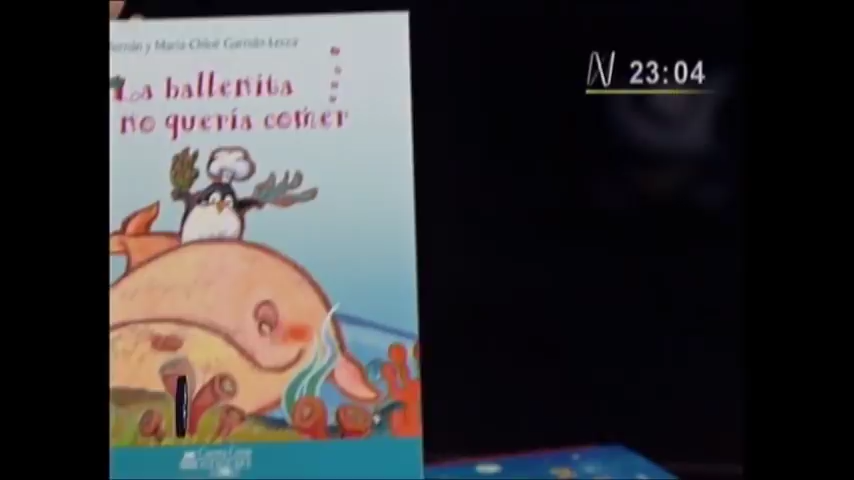 y María Chloé Garrido-Lecca
La ballenita
no quería comer
N 23:04